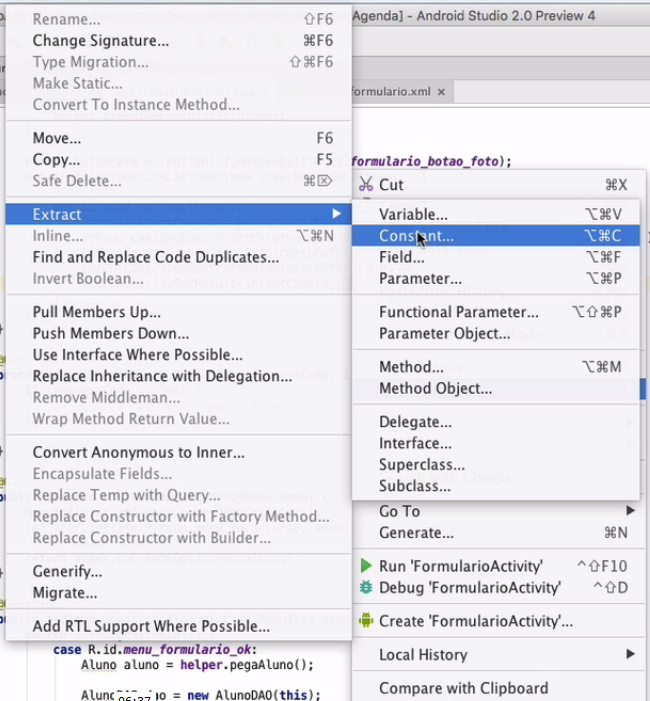 Agenda] - Android Studio 2.0 Preview 4
formulario.xml ×
formulario_botao_foto);
Rename... ⇧F6
Change Signature... ⌘F6
Type Migration... ⇧⌘F6
Make Static...
Convert To Instance Method...
Move... F6
Copy... F5
Safe Delete... ⌘⌦
Extract ▶
Inline... ⌥⌘N
Find and Replace Code Duplicates...
Invert Boolean...
Pull Members Up...
Push Members Down...
Use Interface Where Possible...
Replace Inheritance with Delegation...
Remove Middleman...
Wrap Method Return Value...
Convert Anonymous to Inner...
Encapsulate Fields...
Replace Temp with Query...
Replace Constructor with Factory Method...
Replace Constructor with Builder...
Generify...
Migrate...
Add RTL Support Where Possible...
Cut ⌘X
Variable... ⌥⌘V
Constant... ⌥⌘C
Field... ⌥⌘F
Parameter... ⌥⌘P
Functional Parameter... ⌥⇧⌘P
Parameter Object...
Method... ⌥⌘M
Method Object...
Delegate...
Interface...
Superclass...
Subclass...
Go To ▶
Generate... ⌘N
Run 'FormularioActivity' ^⇧F10
Debug 'FormularioActivity' ^⇧D
Create 'FormularioActivity'...
Local History ▶
Compare with Clipboard
case R.id.menu_formulario_ok:
Aluno aluno = helper.pegaAluno();
= new AlunoDAO(this);
06:37